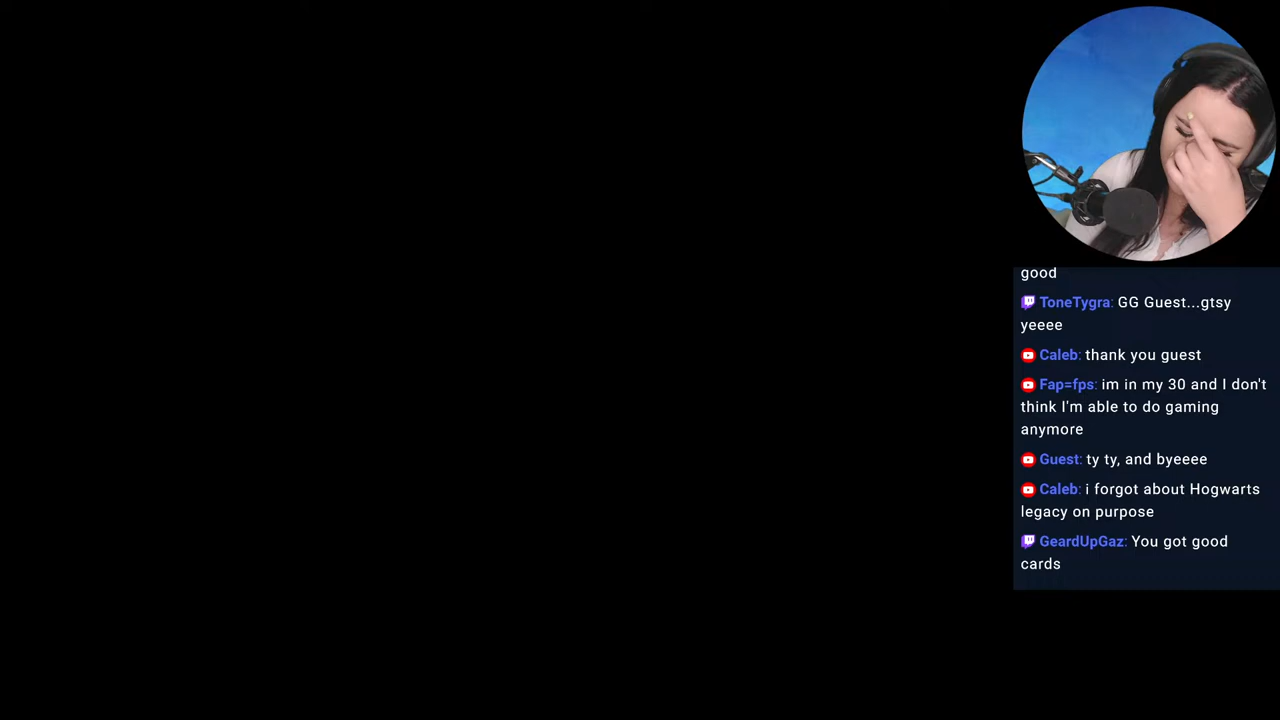 good
ToneTygra: GG Guest...gtsy
yeeee
Caleb: thank you guest
Fap=fps: im in my 30 and I don't
think I'm able to do gaming
anymore
Guest: ty ty, and byeeee
Caleb: i forgot about Hogwarts
legacy on purpose
GeardUpGaz: You got good
cards